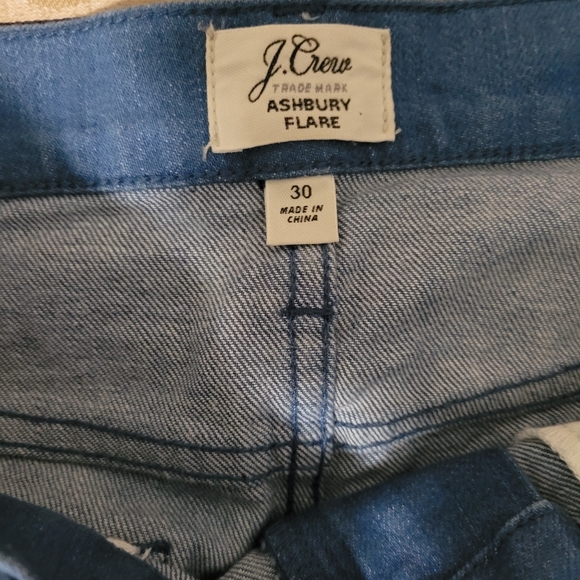 J.Crew
TRADE MARK
ASHBURY
FLARE
30
MADE IN
CHINA